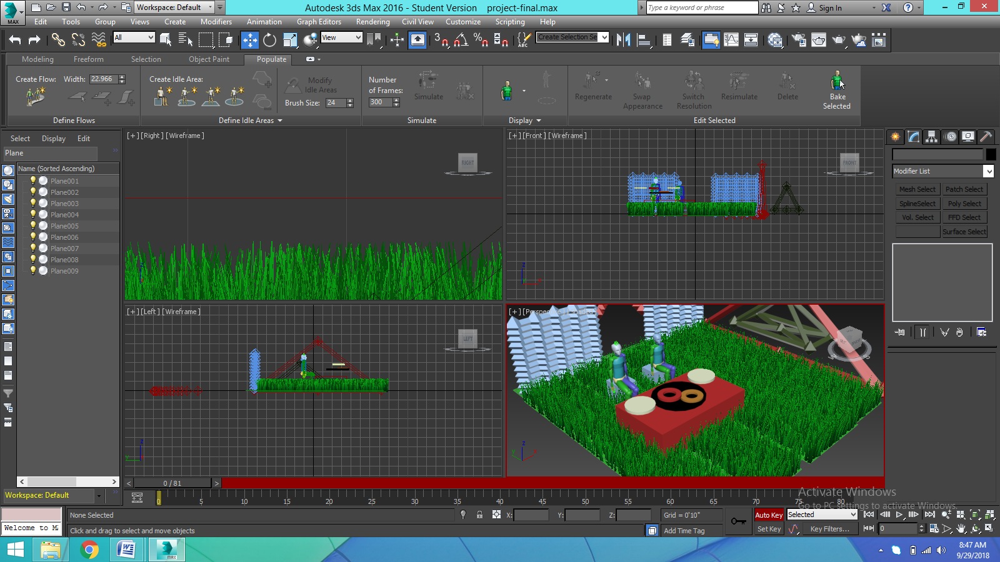 Workspace: Default
Autodesk 3ds Max 2016 - Student Version project-final.max
Type a keyword or phrase
Sign In
MAX
Edit Tools Group Views Create Modifiers Animation Graph Editors Rendering Civil View Customize Scripting Help
All
View
3
ABC
Create Selection Se
Modeling Freeform Selection Object Paint Populate
Create Flow: Width: 22.966
Create Idle Area:
Modify
Idle Areas
Brush Size: 24
Number
of Frames:
300
Simulate
Regenerate
Swap
Appearance
Switch
Resolution
Resimulate
Delete
Bake
Selected
Define Flows
Define Idle Areas
Simulate
Display
Edit Selected
Select Display Edit
Plane
Name (Sorted Ascending)
Plane001
Plane002
Plane003
Plane004
Plane005
Plane006
Plane007
Plane008
Plane009
[+] [Right] [Wireframe]
RIGHT
[+] [Front] [Wireframe]
FRONT
[+] [Left] [Wireframe]
LEFT
Modifier List
Mesh Select Patch Select
SplineSelect Poly Select
Vol. Select FFD Select
Surface Select
0 / 81
Workspace: Default
0 5 10 15 20 25 30 35 40 45 50 55 60 65 70 75 80
Activate Windows
Go to PC settings to activate Windows.
None Selected
X: Y: Z:
Grid = 0'10"
Auto Key
Selected
Welcome to MA
Click and drag to select and move objects
Add Time Tag
Set Key
Key Filters...
0
MAX
8:47 AM
9/29/2018